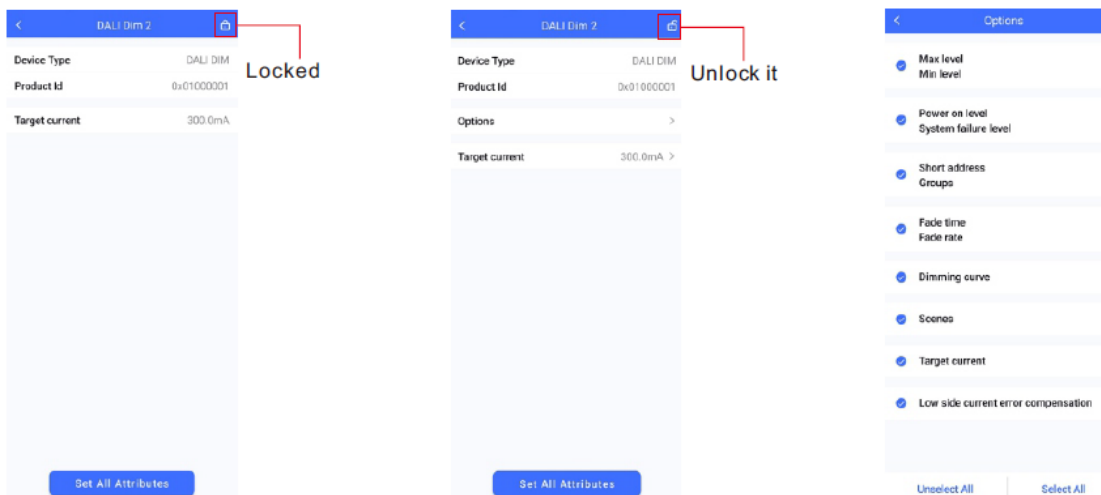 DALI Dim 2
Device Type DALI DIM
Product Id 0x01000001
Target current 300.0mA
Set All Attributes
Locked
DALI Dim 2
Device Type DALI DIM
Product Id 0x01000001
Options
Target current 300.0mA
Set All Attributes
Unlock it
Options
Max level
Min level
Power on level
System failure level
Short address
Groups
Fade time
Fade rate
Dimming curve
Scenes
Target current
Low side current error compensation
Unselect All Select All